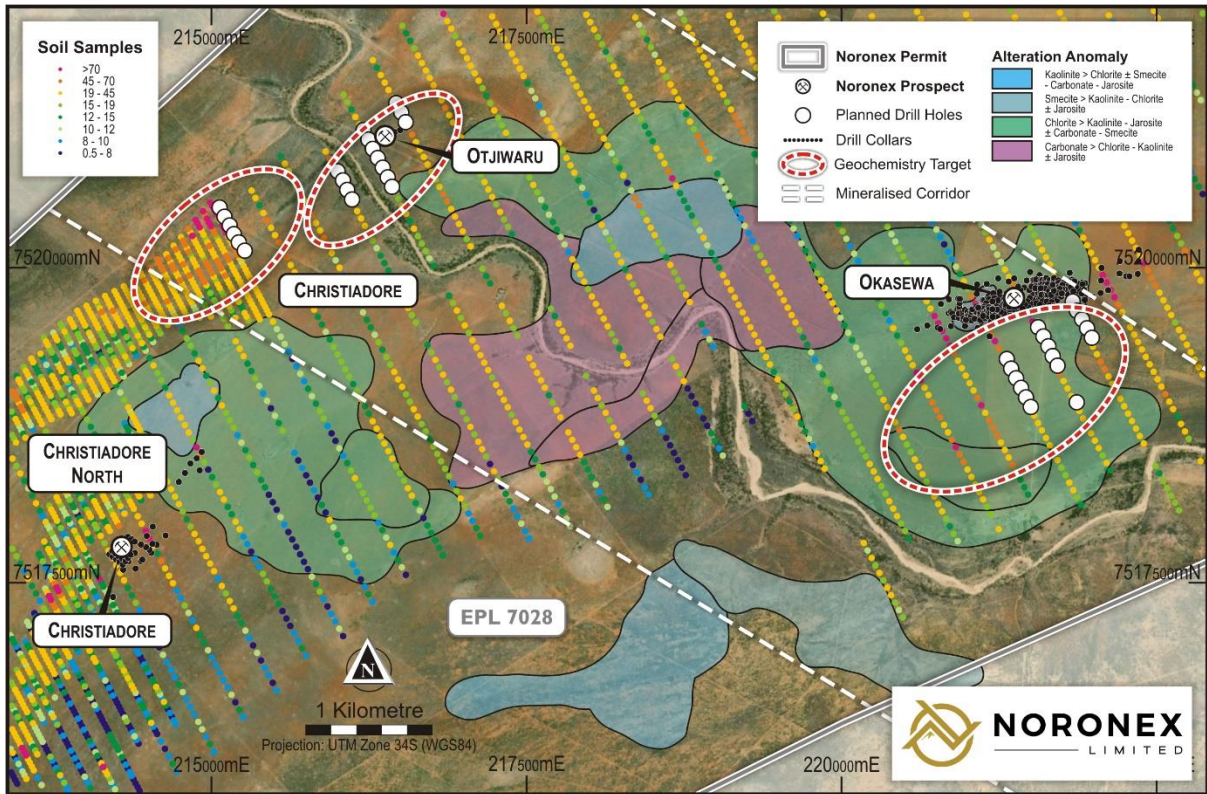 Soil Samples
>70
45 - 70
19 - 45
15 - 19
12 - 15
10 - 12
8 - 10
0.5 - 8
215000mE
217500mE
Noronex Permit
Noronex Prospect
Planned Drill Holes
Drill Collars
Geochemistry Target
Mineralised Corridor
Alteration Anomaly
Kaolinite > Chlorite ± Smecite
- Carbonate - Jarosite
Smecite > Kaolinite - Chlorite
± Jarosite
Chlorite > Kaolinite - Jarosite
± Carbonate - Smecite
Carbonate > Chlorite - Kaolinite
± Jarosite
OTJIWARU
7520000mN
7520000mN
CHRISTIADORE
OKASEWA
CHRISTIADORE
NORTH
7517500mN
7517500mN
CHRISTIADORE
EPL 7028
N
1 Kilometre
Projection: UTM Zone 34S (WGS84)
215000mE
217500mE
220000mE
NORONEX
LIMITED